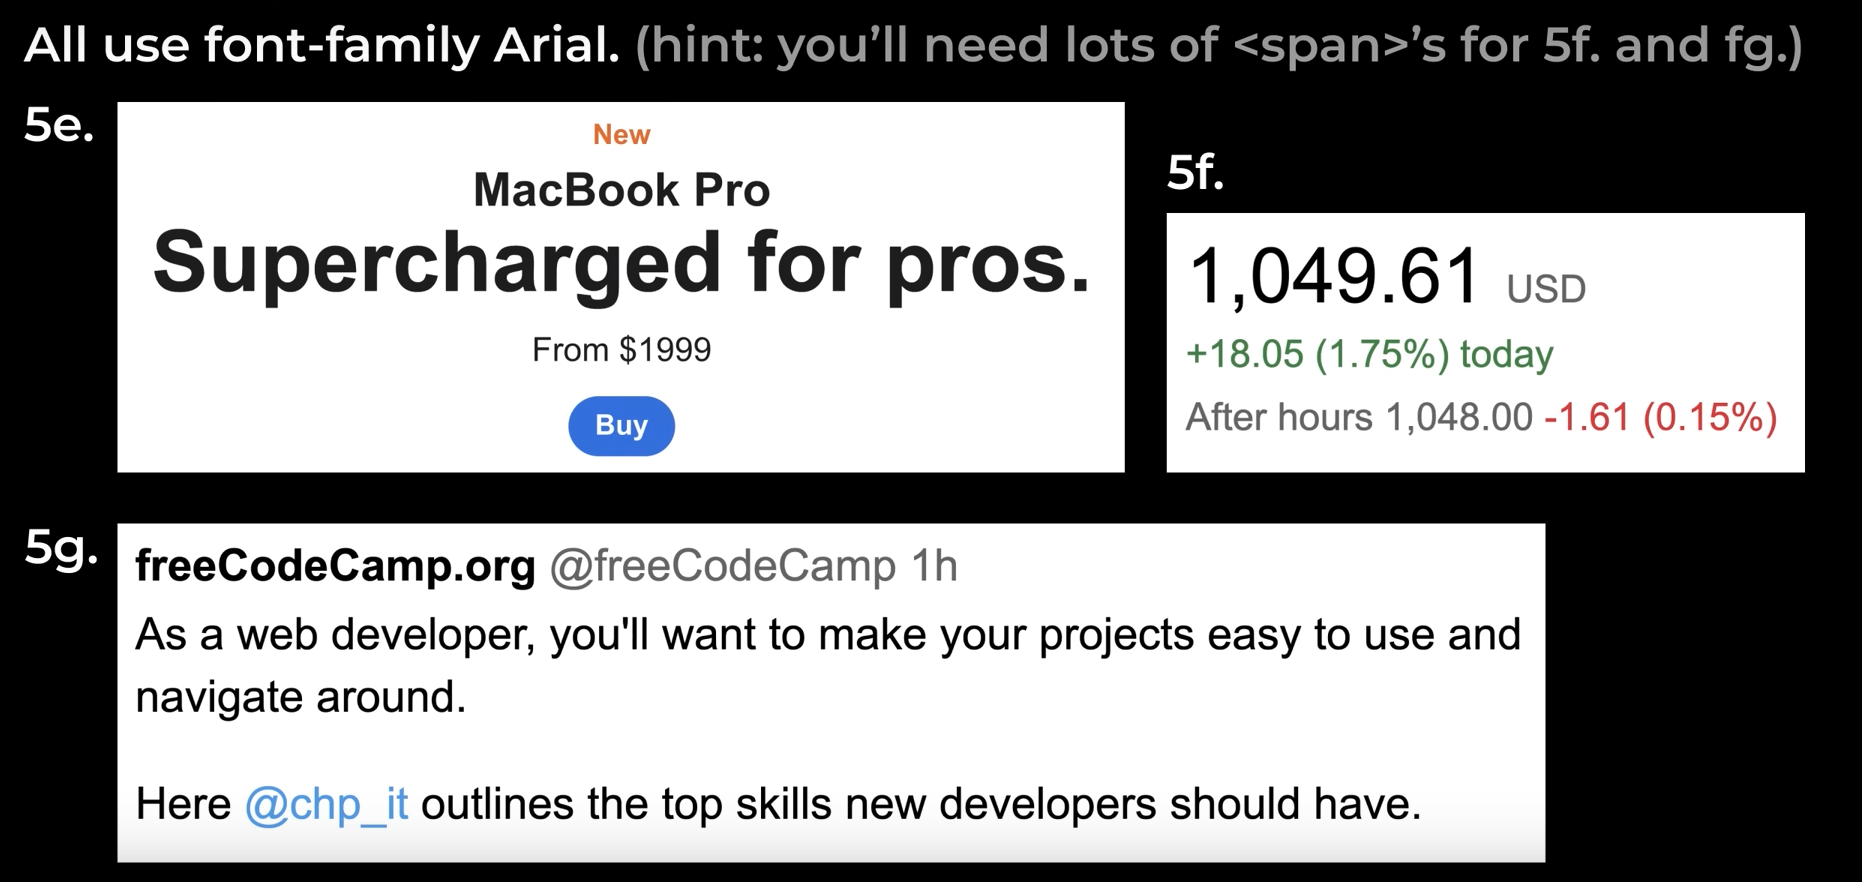 All use font-family Arial. (hint: you’ll need lots of <span>’s for 5f. and fg.)
5e.
New
MacBook Pro
Supercharged for pros.
From $1999
Buy
5f.
1,049.61 USD
+18.05 (1.75%) today
After hours 1,048.00 -1.61 (0.15%)
5g.
freeCodeCamp.org @freeCodeCamp 1h
As a web developer, you'll want to make your projects easy to use and
navigate around.
Here @chp_it outlines the top skills new developers should have.